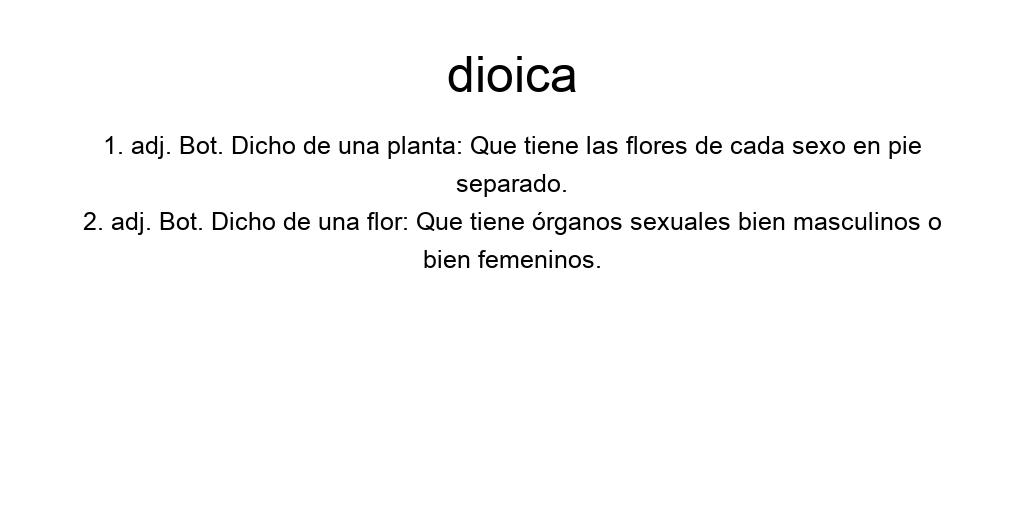 dioica
1. adj. Bot. Dicho de una planta: Que tiene las flores de cada sexo en pie
separado.
2. adj. Bot. Dicho de una flor: Que tiene órganos sexuales bien masculinos o
bien femeninos.